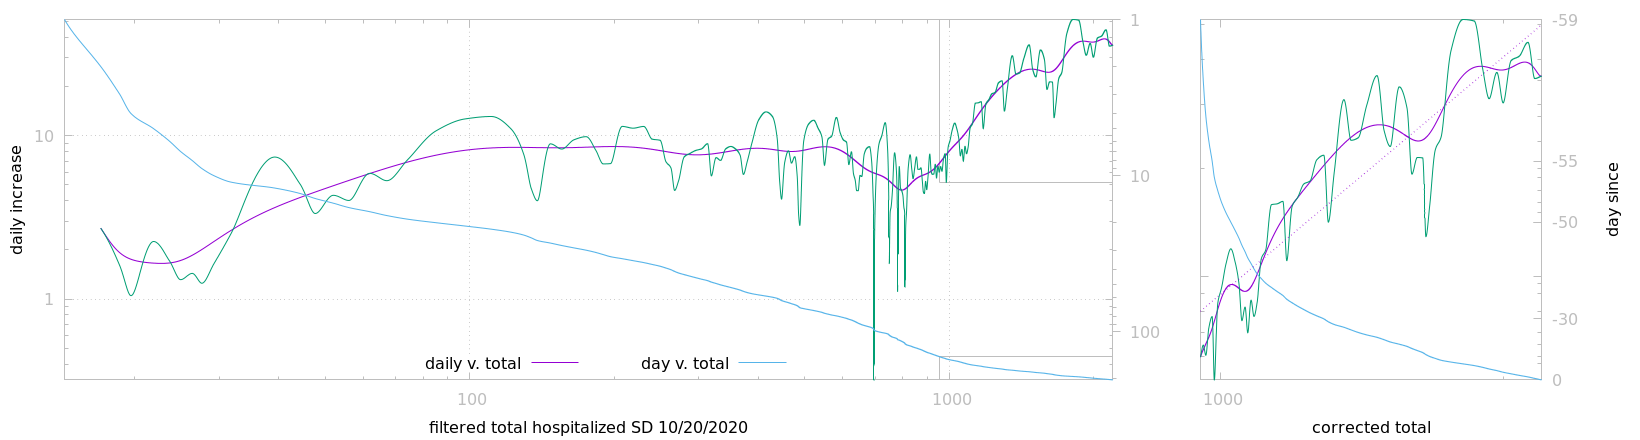 daily increase
10
1
1
10
100
daily v. total
day v. total
100
1000
filtered total hospitalized SD 10/20/2020
-59
-55
-50
-30
0
day since
1000
corrected total